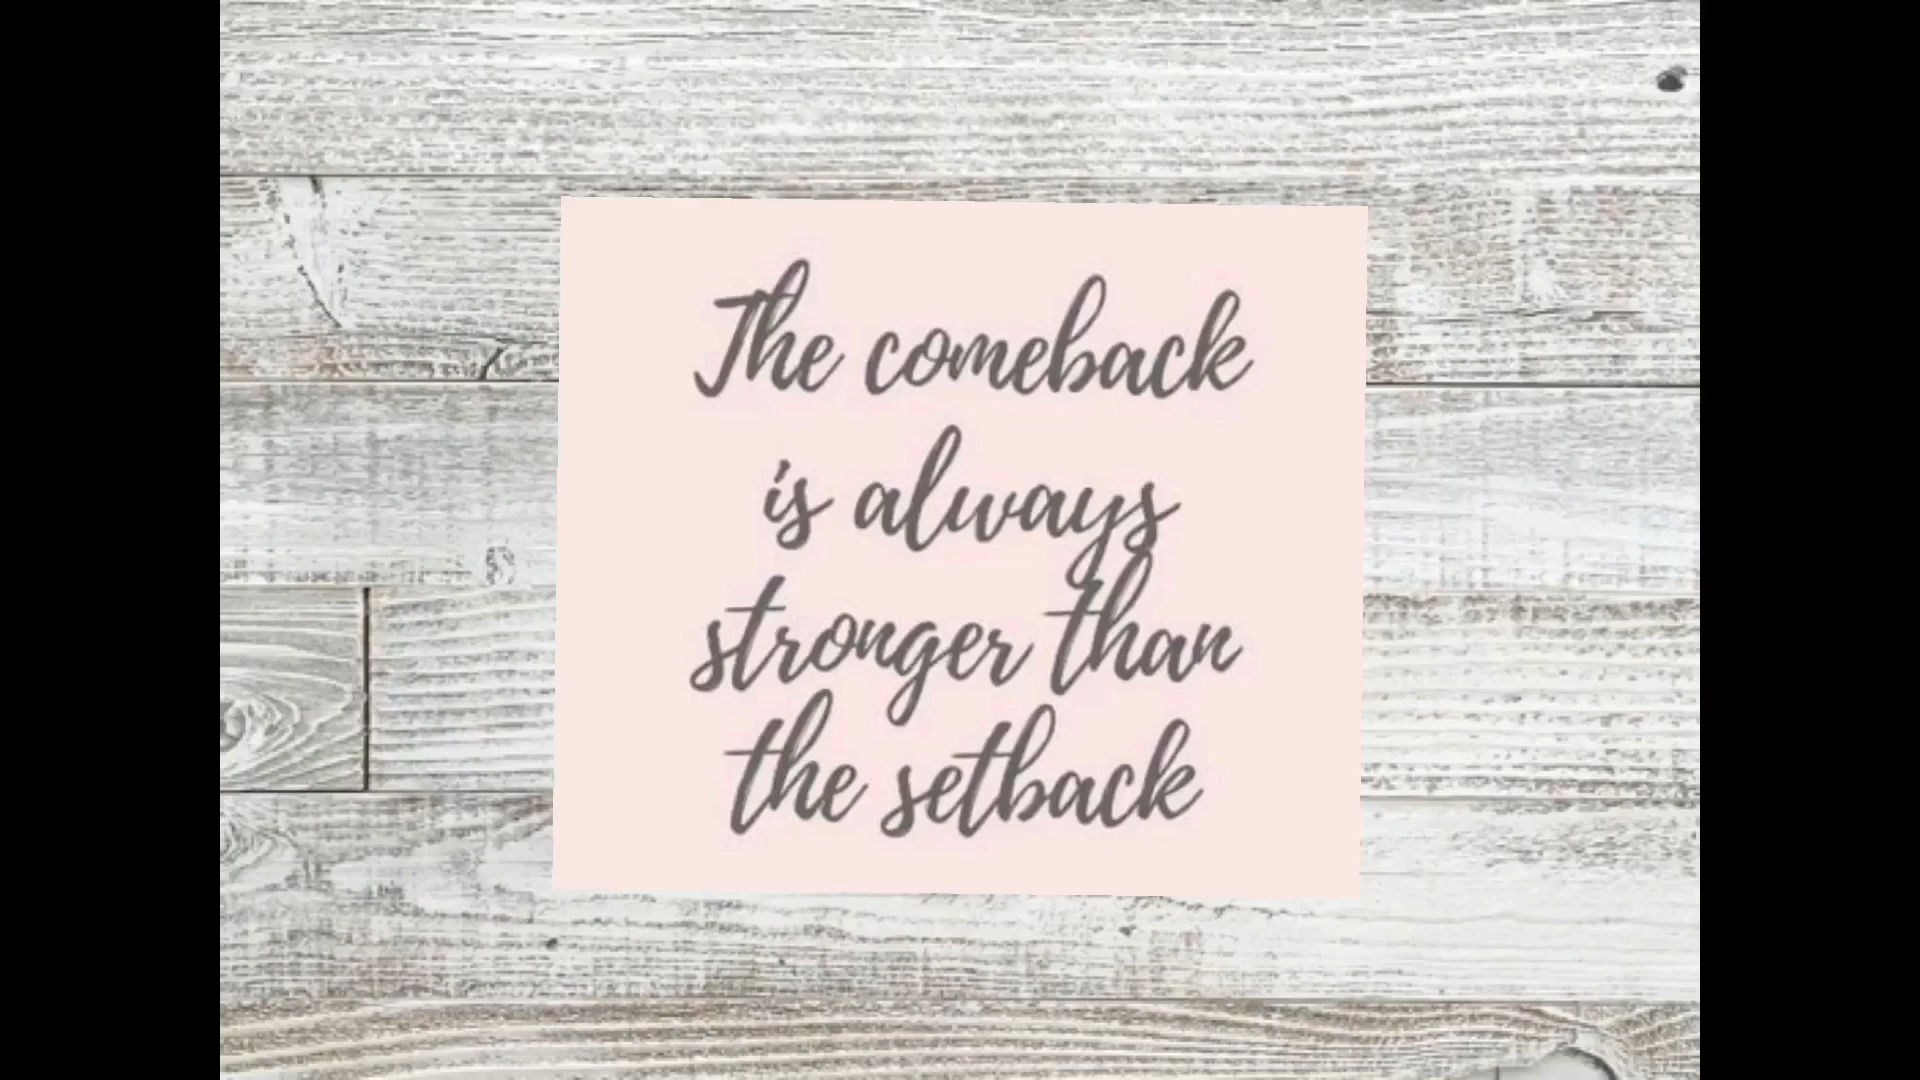 The comeback
is always
stronger than
the setback